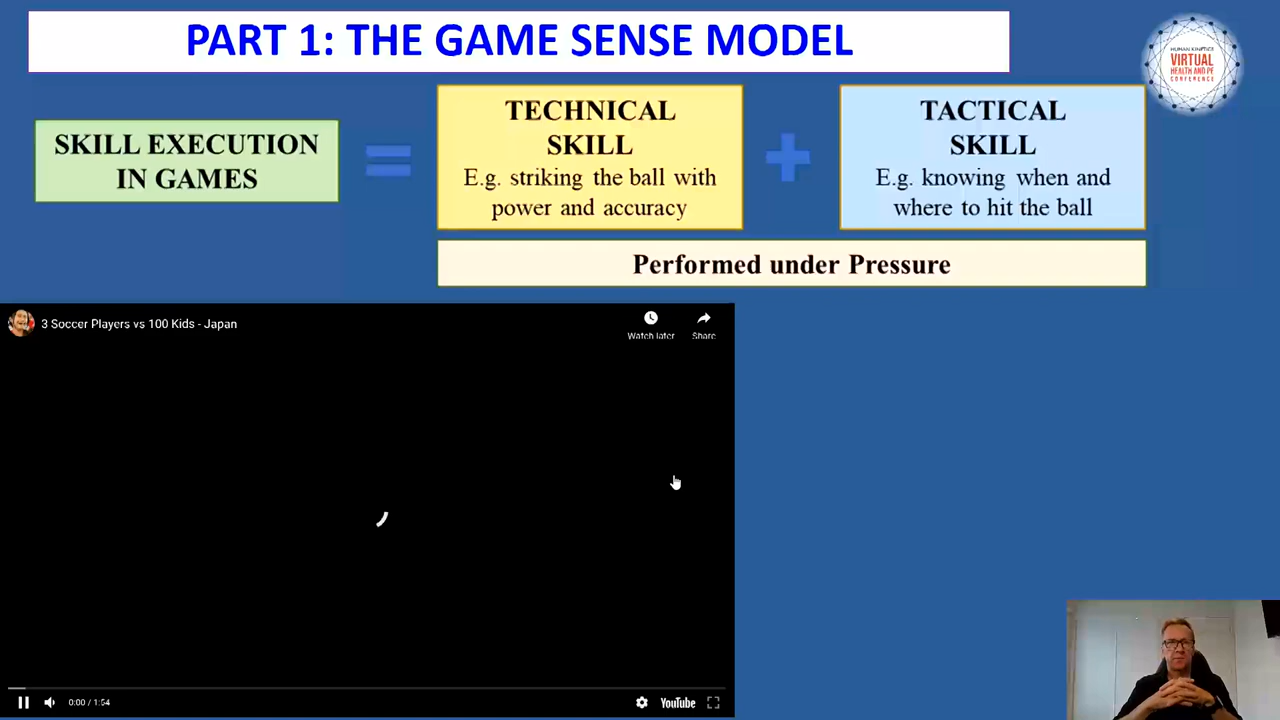 PART 1: THE GAME SENSE MODEL
HUMAN KINETICS
VIRTUAL
HEALTH AND PE
CONFERENCE
SKILL EXECUTION
IN GAMES
=
TECHNICAL
SKILL
E.g. striking the ball with
power and accuracy
+
TACTICAL
SKILL
E.g. knowing when and
where to hit the ball
Performed under Pressure
3 Soccer Players vs 100 Kids - Japan
Watch later
Share
0:00 / 1:54
YouTube